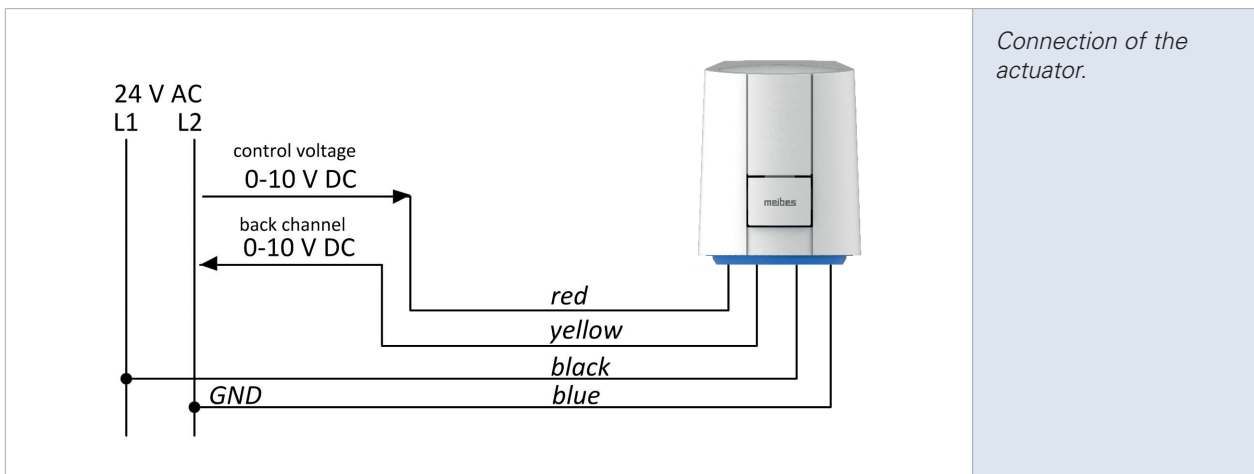 24 V AC
L1 L2
control voltage
0-10 V DC
back channel
0-10 V DC
meibes
red
yellow
black
GND blue
Connection of the
actuator.